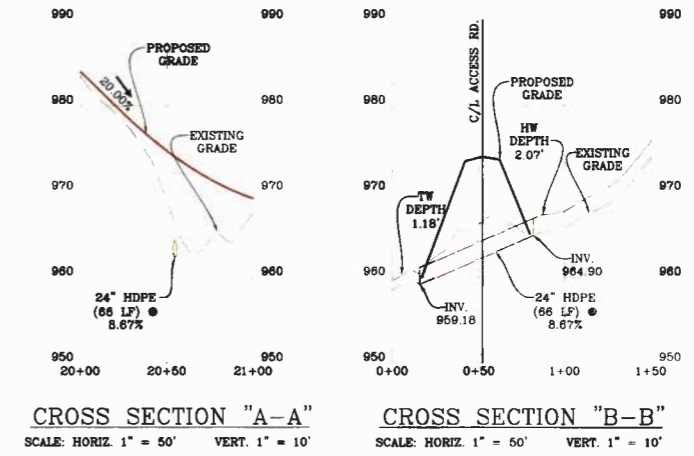 990
990
980
980
970
970
960
960
950
950
20+00
20+50
21+00
PROPOSED
GRADE
20.00%
EXISTING
GRADE
24" HDPE
(66 LF) @
8.67%
CROSS SECTION "A-A"
SCALE: HORIZ. 1" = 50' VERT. 1" = 10'
990
990
980
980
970
970
960
960
950
950
0+00
0+50
1+00
1+50
C/L ACCESS RD.
PROPOSED
GRADE
HW
DEPTH
2.07'
EXISTING
GRADE
TW
DEPTH
1.18'
INV.
964.90
INV.
959.18
24" HDPE
(66 LF) @
8.67%
CROSS SECTION "B-B"
SCALE: HORIZ. 1" = 50' VERT. 1" = 10'